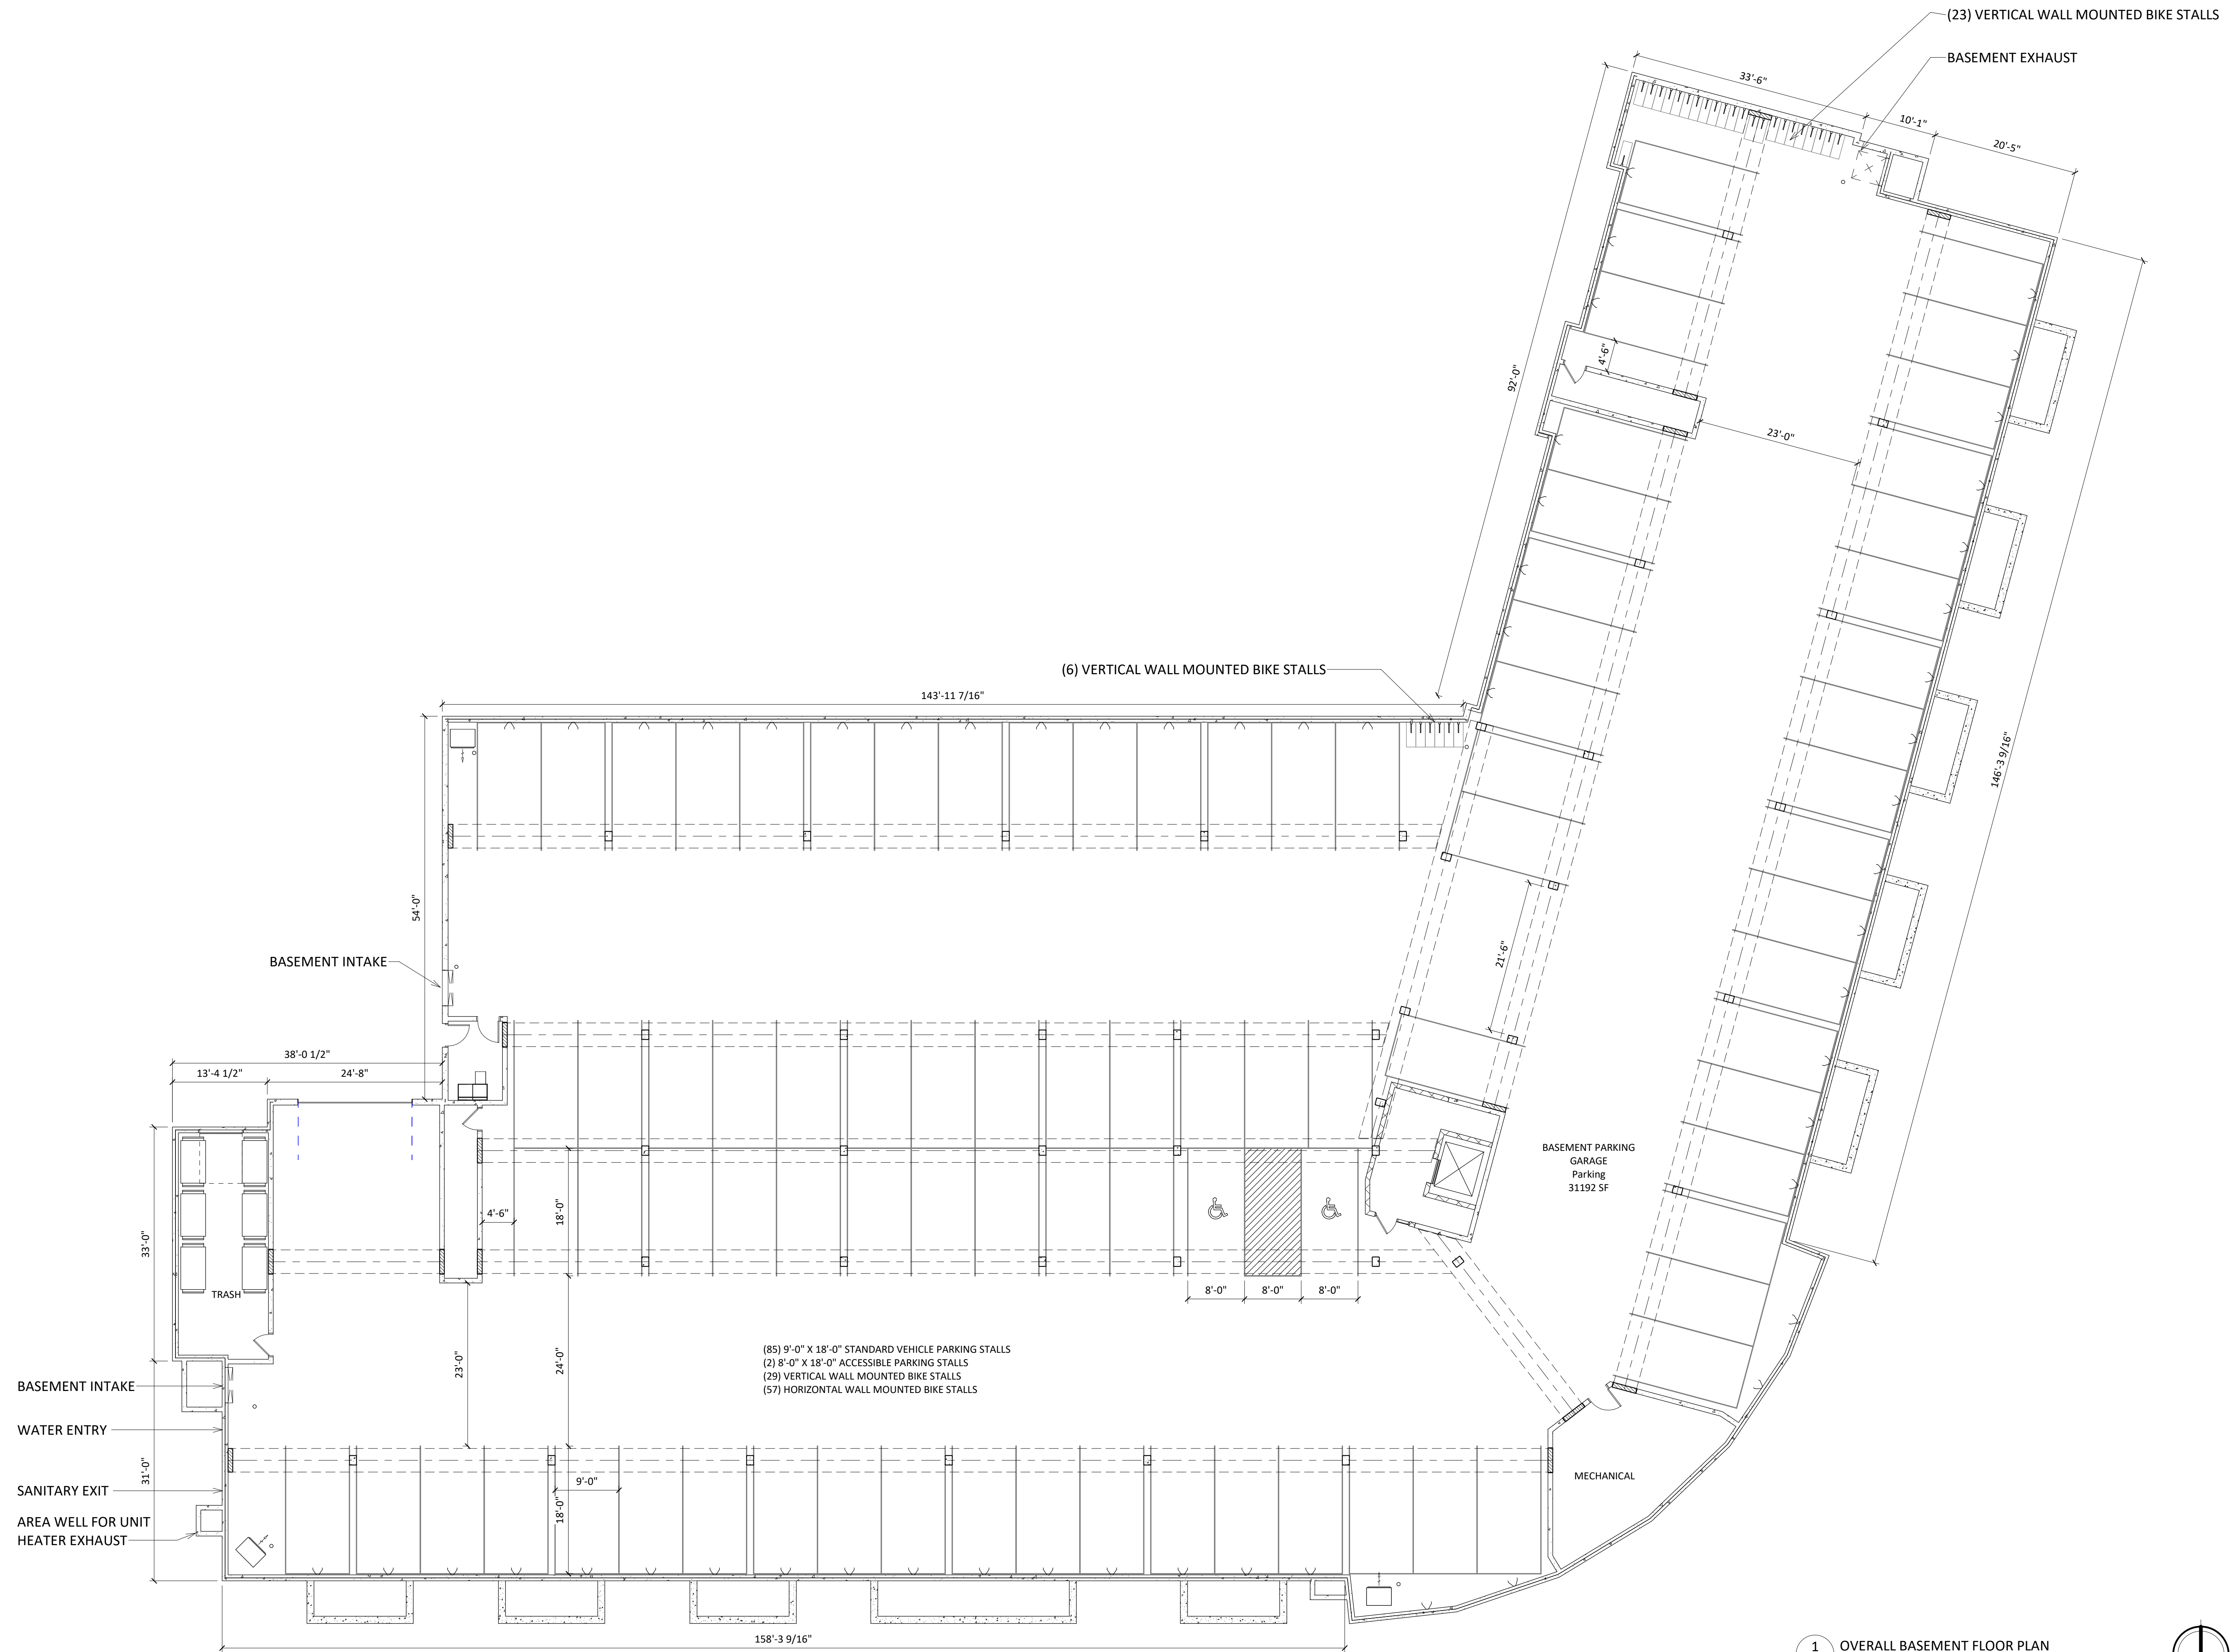 (23) VERTICAL WALL MOUNTED BIKE STALLS
BASEMENT EXHAUST
33'-6"
10'-1"
20'-5"
92'-0"
4'-6"
23'-0"
(6) VERTICAL WALL MOUNTED BIKE STALLS
143'-11 7/16"
146'-3 9/16"
54'-0"
21'-6"
BASEMENT INTAKE
38'-0 1/2"
13'-4 1/2"
24'-8"
BASEMENT PARKING
GARAGE
Parking
31192 SF
33'-0"
4'-6"
18'-0"
TRASH
8'-0"
8'-0"
8'-0"
23'-0"
24'-0"
(85) 9'-0" X 18'-0" STANDARD VEHICLE PARKING STALLS
(2) 8'-0" X 18'-0" ACCESSIBLE PARKING STALLS
(29) VERTICAL WALL MOUNTED BIKE STALLS
(57) HORIZONTAL WALL MOUNTED BIKE STALLS
BASEMENT INTAKE
WATER ENTRY
31'-0"
9'-0"
18'-0"
MECHANICAL
SANITARY EXIT
AREA WELL FOR UNIT
HEATER EXHAUST
158'-3 9/16"
1
OVERALL BASEMENT FLOOR PLAN